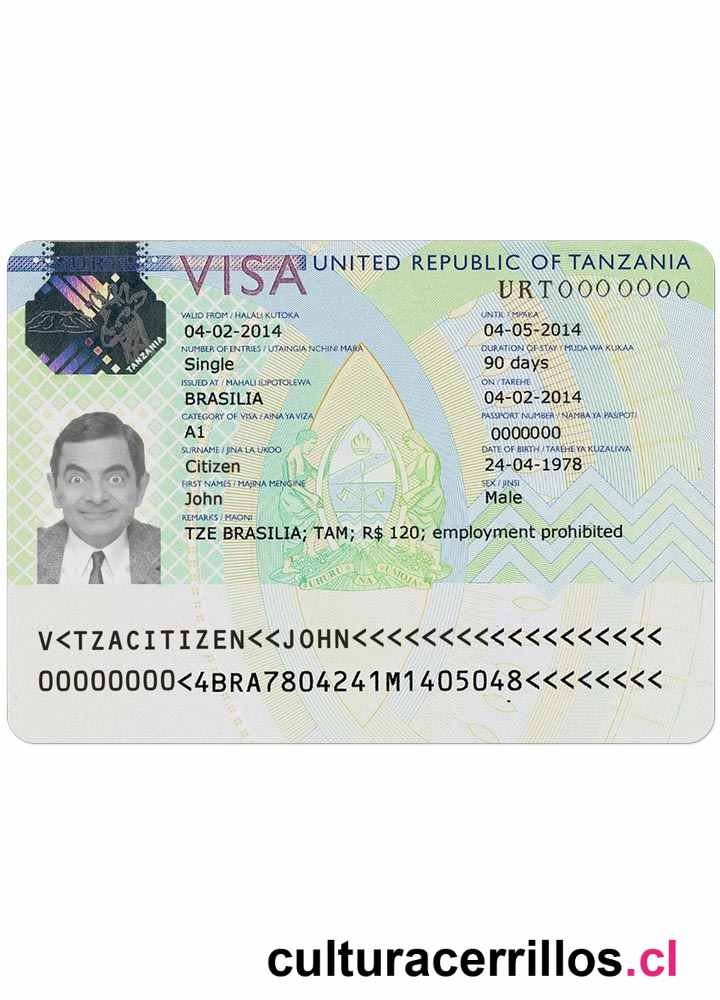 VISA UNITED REPUBLIC OF TANZANIA
URT0000000
TANZANIA
VALID FROM / HALALI KUTOKA
04-02-2014
UNTIL / MPAKA
04-05-2014
NUMBER OF ENTRIES / UTAINGIA NCHINI MARA
Single
DURATION OF STAY / MUDA WA KUKAA
90 days
ISSUED AT / MAHALI ILIPOTOLEWA
BRASILIA
ON / TAREHE
04-02-2014
CATEGORY OF VISA / AINA YA VIZA
A1
PASSPORT NUMBER / NAMBA YA PASIPOTI
0000000
SURNAME / JINA LA UKOO
Citizen
DATE OF BIRTH / TAREHE YA KUZALIWA
24-04-1978
FIRST NAMES / MAJINA MENGINE
John
SEX / JINSI
Male
REMARKS / MAONI
TZE BRASILIA; TAM; R$ 120; employment prohibited
UHURU NA UMOJA
V<TZACITIZEN<<JOHN<<<<<<<<<<<<<<<<<<
00000000<4BRA7804241M1405048<<<<<<<<
culturacerrillos.cl